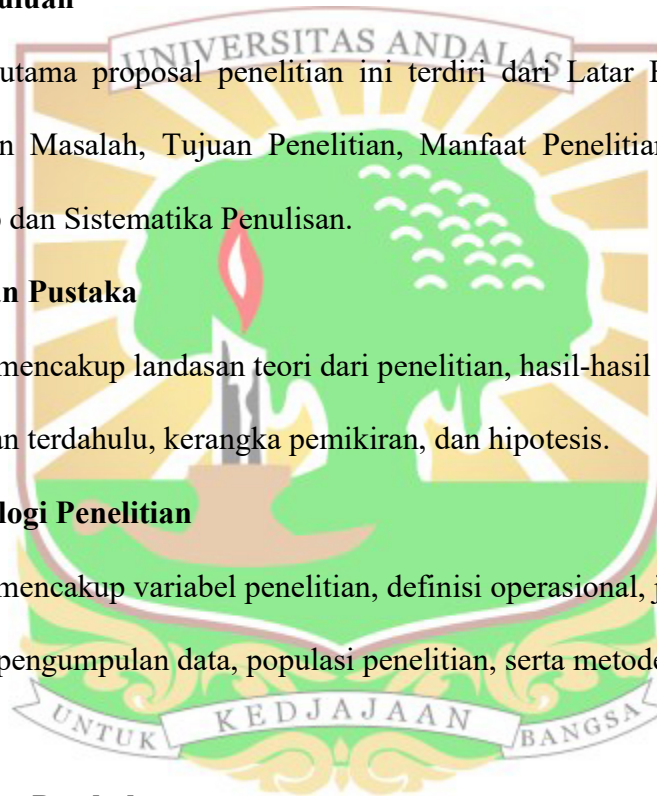 UNIVERSITAS ANDALAS
utama proposal penelitian ini terdiri dari Latar
n Masalah, Tujuan Penelitian, Manfaat Penelitian
dan Sistematika Penulisan.
n Pustaka
mencakup landasan teori dari penelitian, hasil-hasil
an terdahulu, kerangka pemikiran, dan hipotesis.
logi Penelitian
mencakup variabel penelitian, definisi operasional, j
pengumpulan data, populasi penelitian, serta metode
UNTUK KEDJAJAAN BANGSA